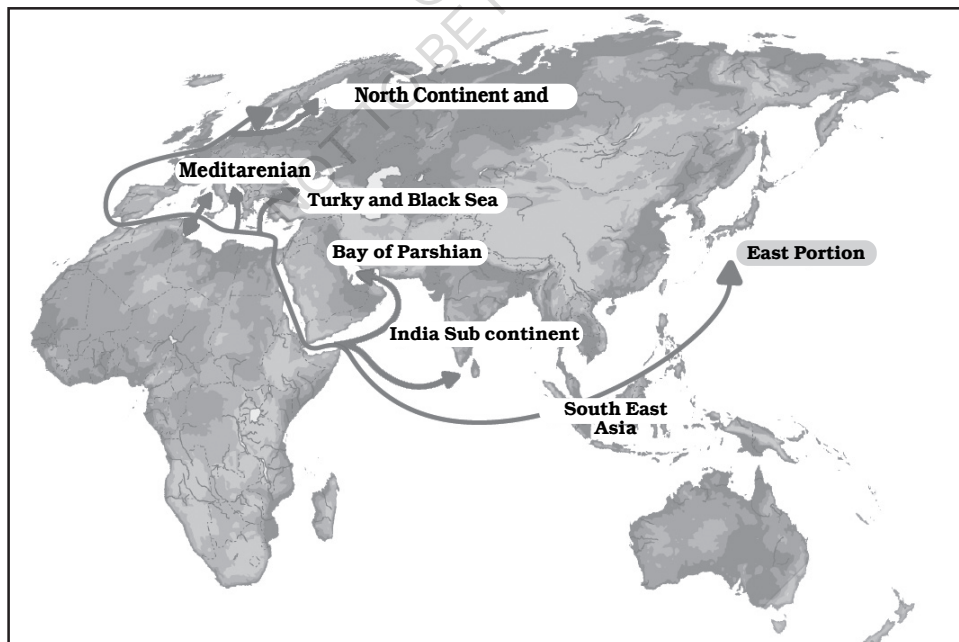 North Continent and
Meditarenian
Turky and Black Sea
Bay of Parshian
East Portion
India Sub continent
South East
Asia